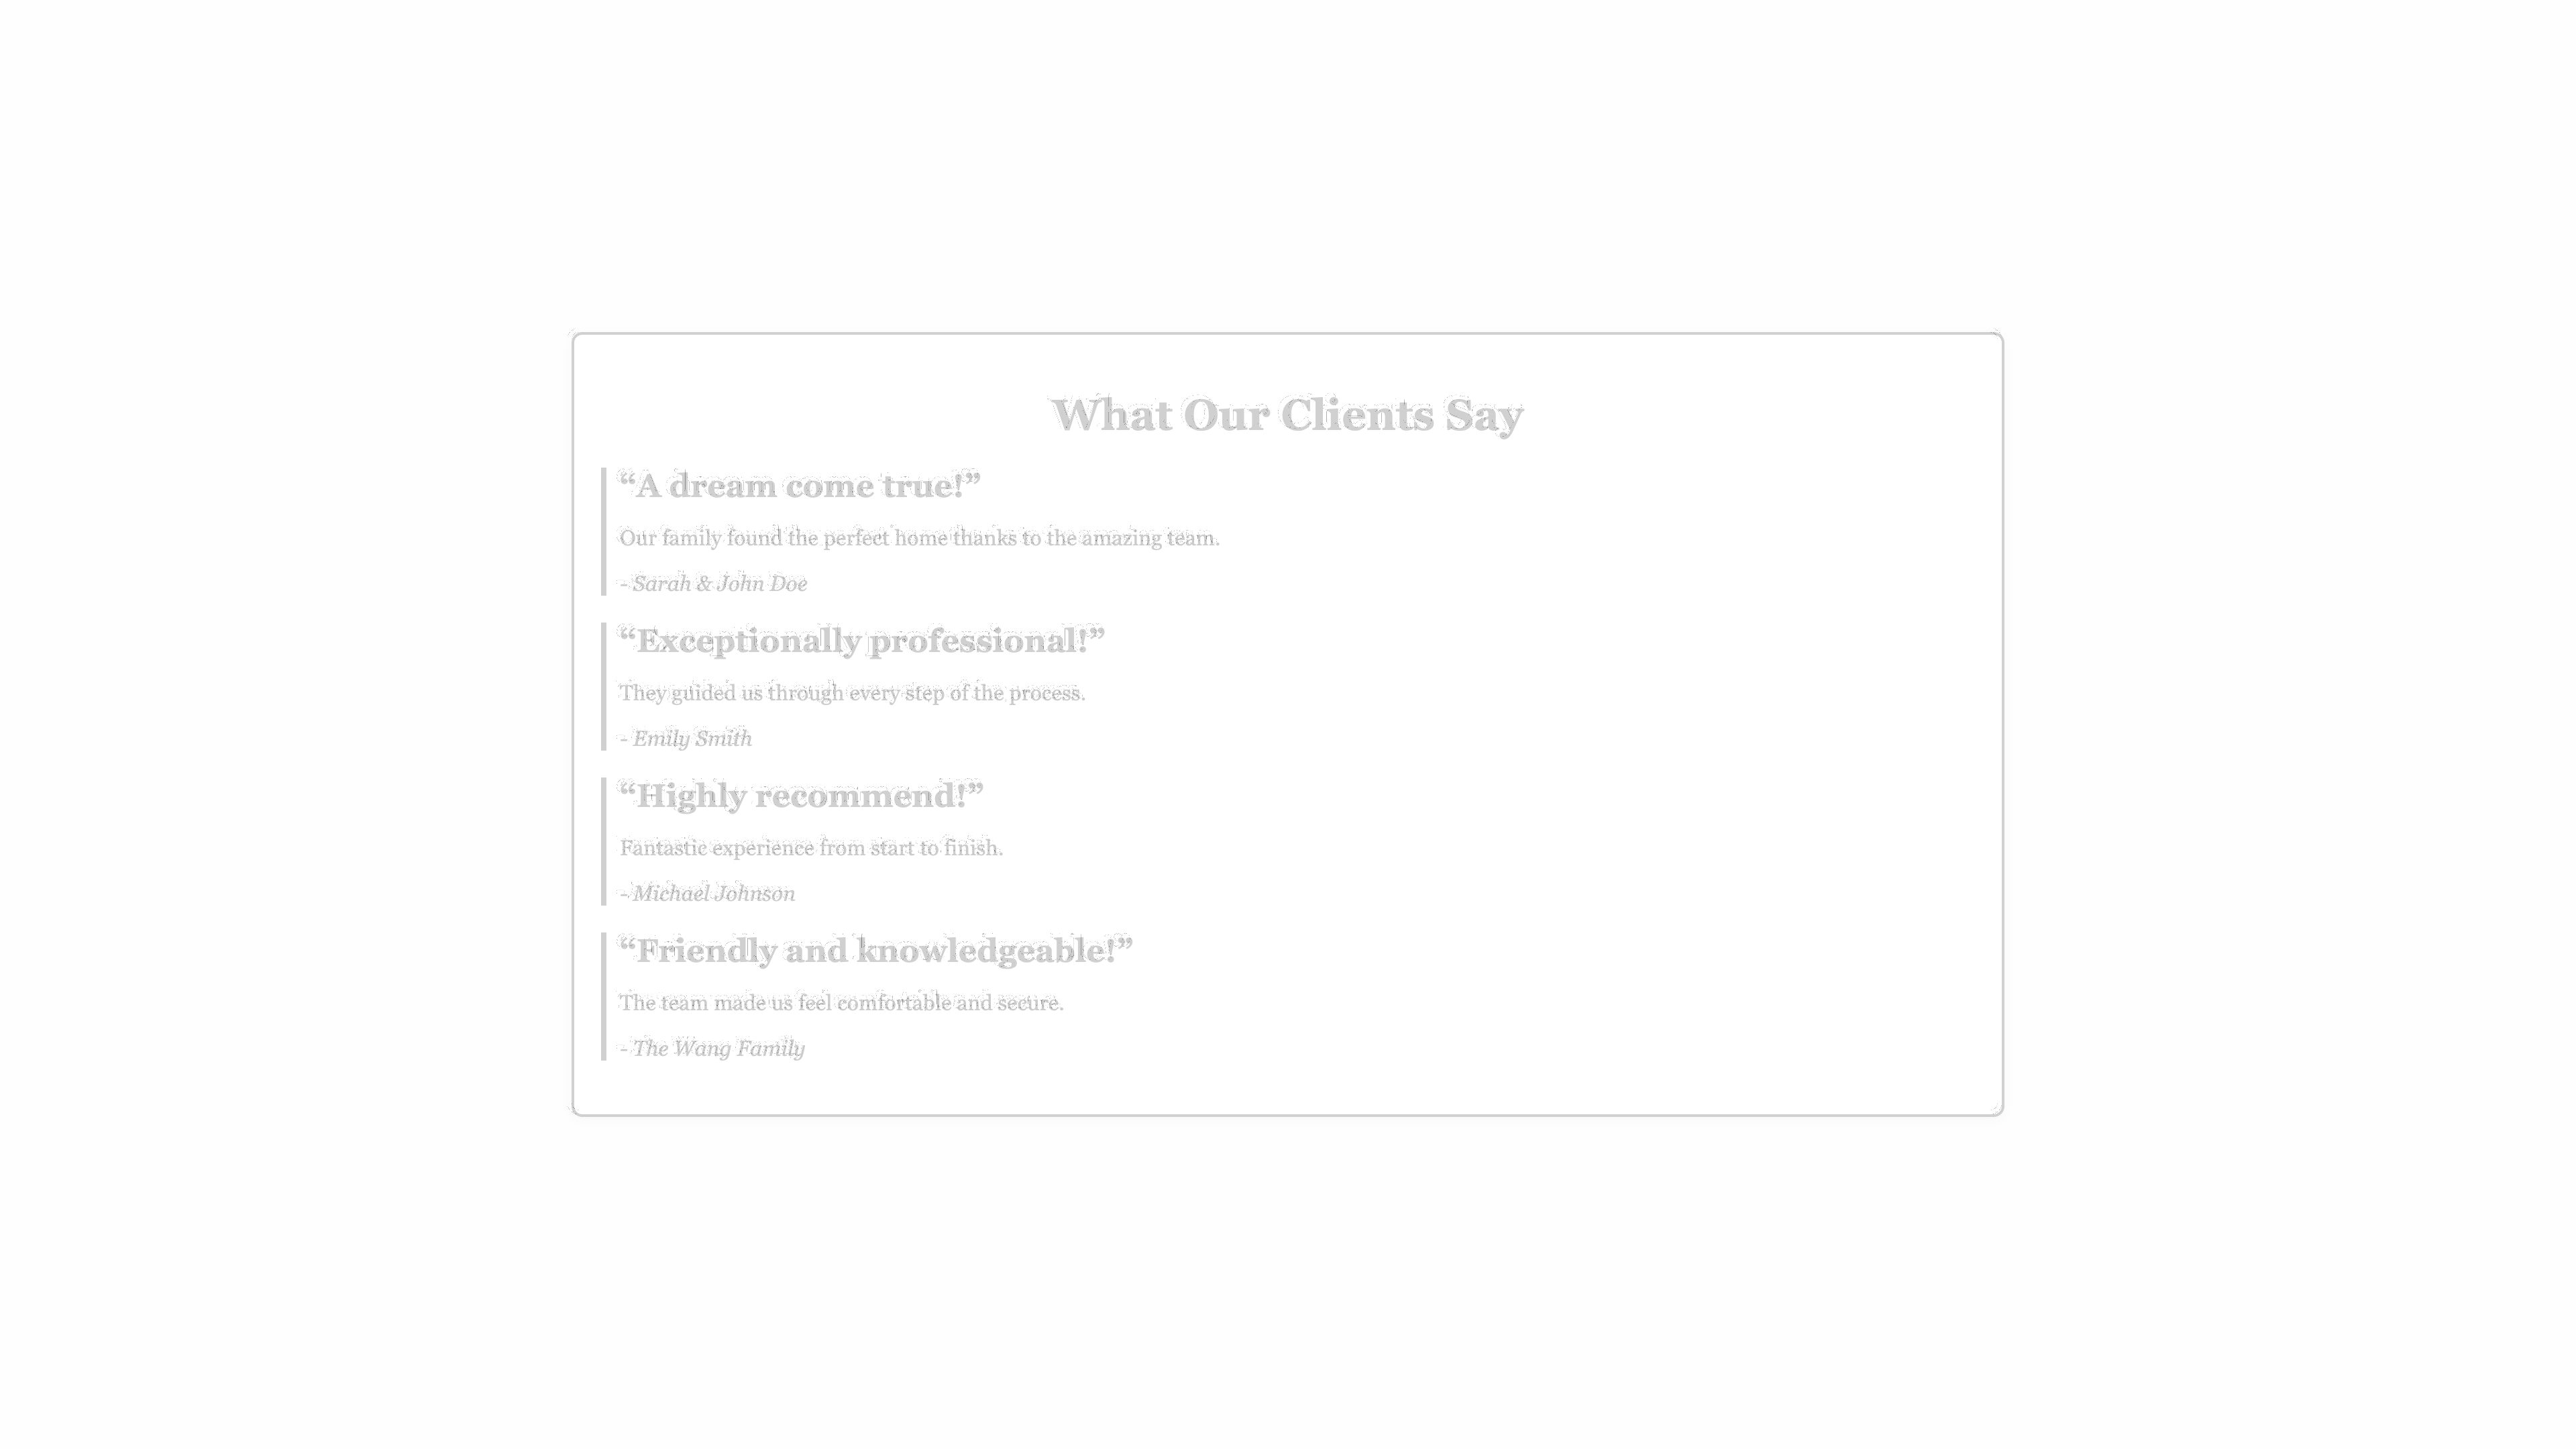 What Our Clients Say
“A dream come true!”
Our family found the perfect home thanks to the amazing team.
- Sarah & John Doe
“Exceptionally professional!”
They guided us through every step of the process.
- Emily Smith
“Highly recommend!”
Fantastic experience from start to finish.
- Michael Johnson
“Friendly and knowledgeable!”
The team made us feel comfortable and secure.
- The Wang Family